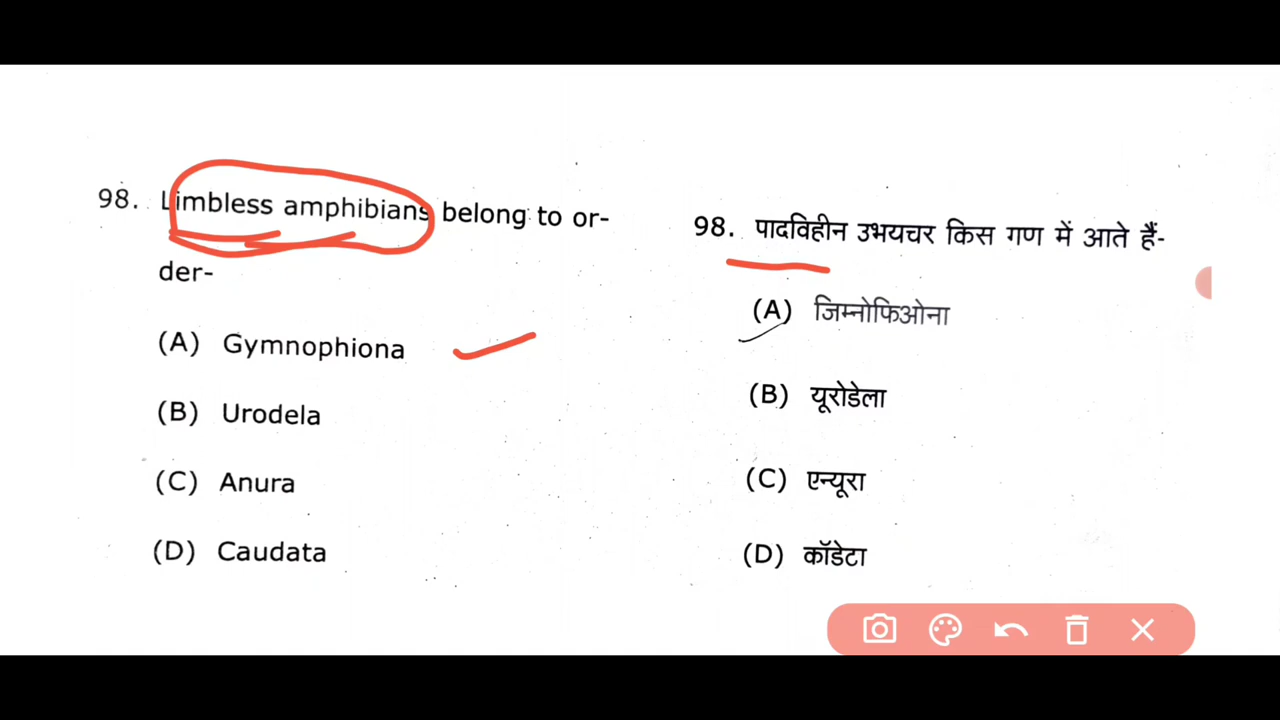 98. Limbless amphibians belong to or-
der-
(A) Gymnophiona
(B) Urodela
(C) Anura
(D) Caudata
98. पादविहीन उभयचर किस गण में आते हैं-
(A) जिम्नोफिओना
(B) यूरोडेला
(C) एन्यूरा
(D) कॉडेटा